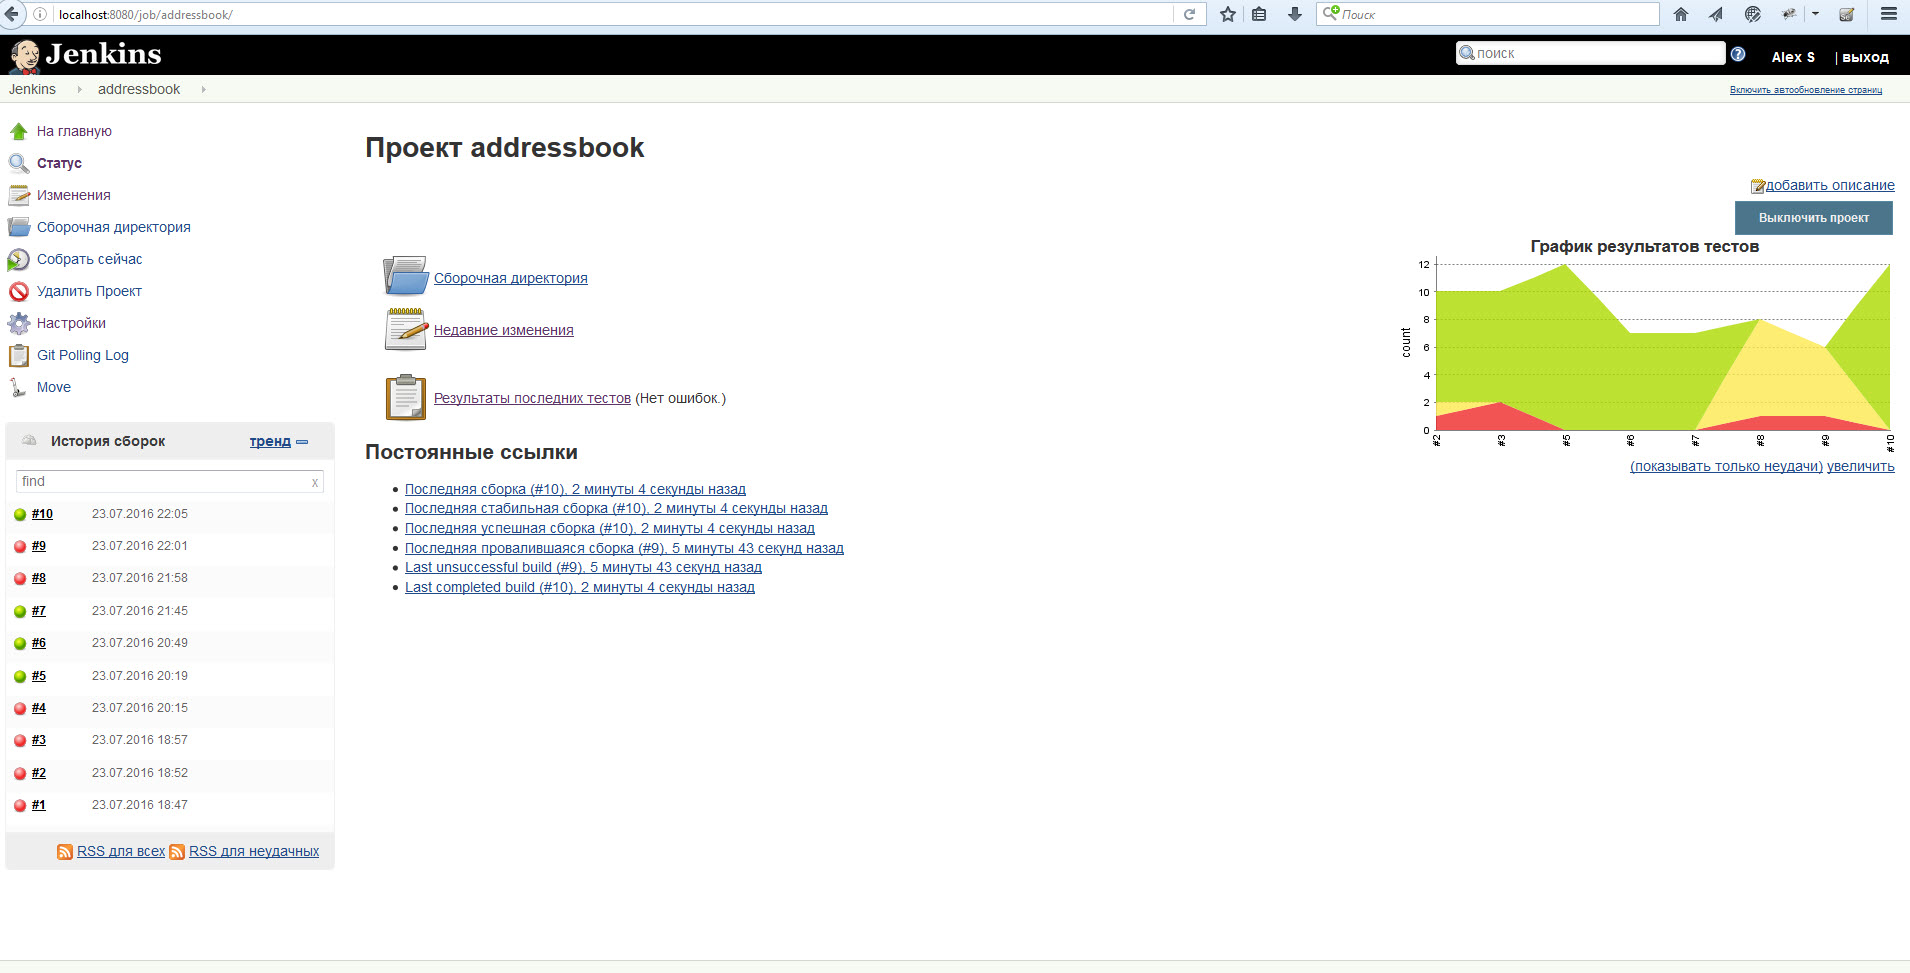 localhost:8080/job/addressbook/
Поиск
Jenkins
поиск
Alex S
| выход
Jenkins
addressbook
Включить автообновление страниц
На главную
Статус
Изменения
Сборочная директория
Собрать сейчас
Удалить Проект
Настройки
Git Polling Log
Move
История сборок
тренд
find
x
#10 23.07.2016 22:05
#9 23.07.2016 22:01
#8 23.07.2016 21:58
#7 23.07.2016 21:45
#6 23.07.2016 20:49
#5 23.07.2016 20:19
#4 23.07.2016 20:15
#3 23.07.2016 18:57
#2 23.07.2016 18:52
#1 23.07.2016 18:47
RSS для всех RSS для неудачных
Проект addressbook
добавить описание
Выключить проект
Сборочная директория
Недавние изменения
Результаты последних тестов (Нет ошибок.)
Постоянные ссылки
Последняя сборка (#10), 2 минуты 4 секунды назад
Последняя стабильная сборка (#10), 2 минуты 4 секунды назад
Последняя успешная сборка (#10), 2 минуты 4 секунды назад
Последняя провалившаяся сборка (#9), 5 минуты 43 секунд назад
Last unsuccessful build (#9), 5 минуты 43 секунд назад
Last completed build (#10), 2 минуты 4 секунды назад
График результатов тестов
12
10
8
6
4
2
0
count
#2 #3 #5 #6 #7 #8 #9 #10
(показывать только неудачи) увеличить